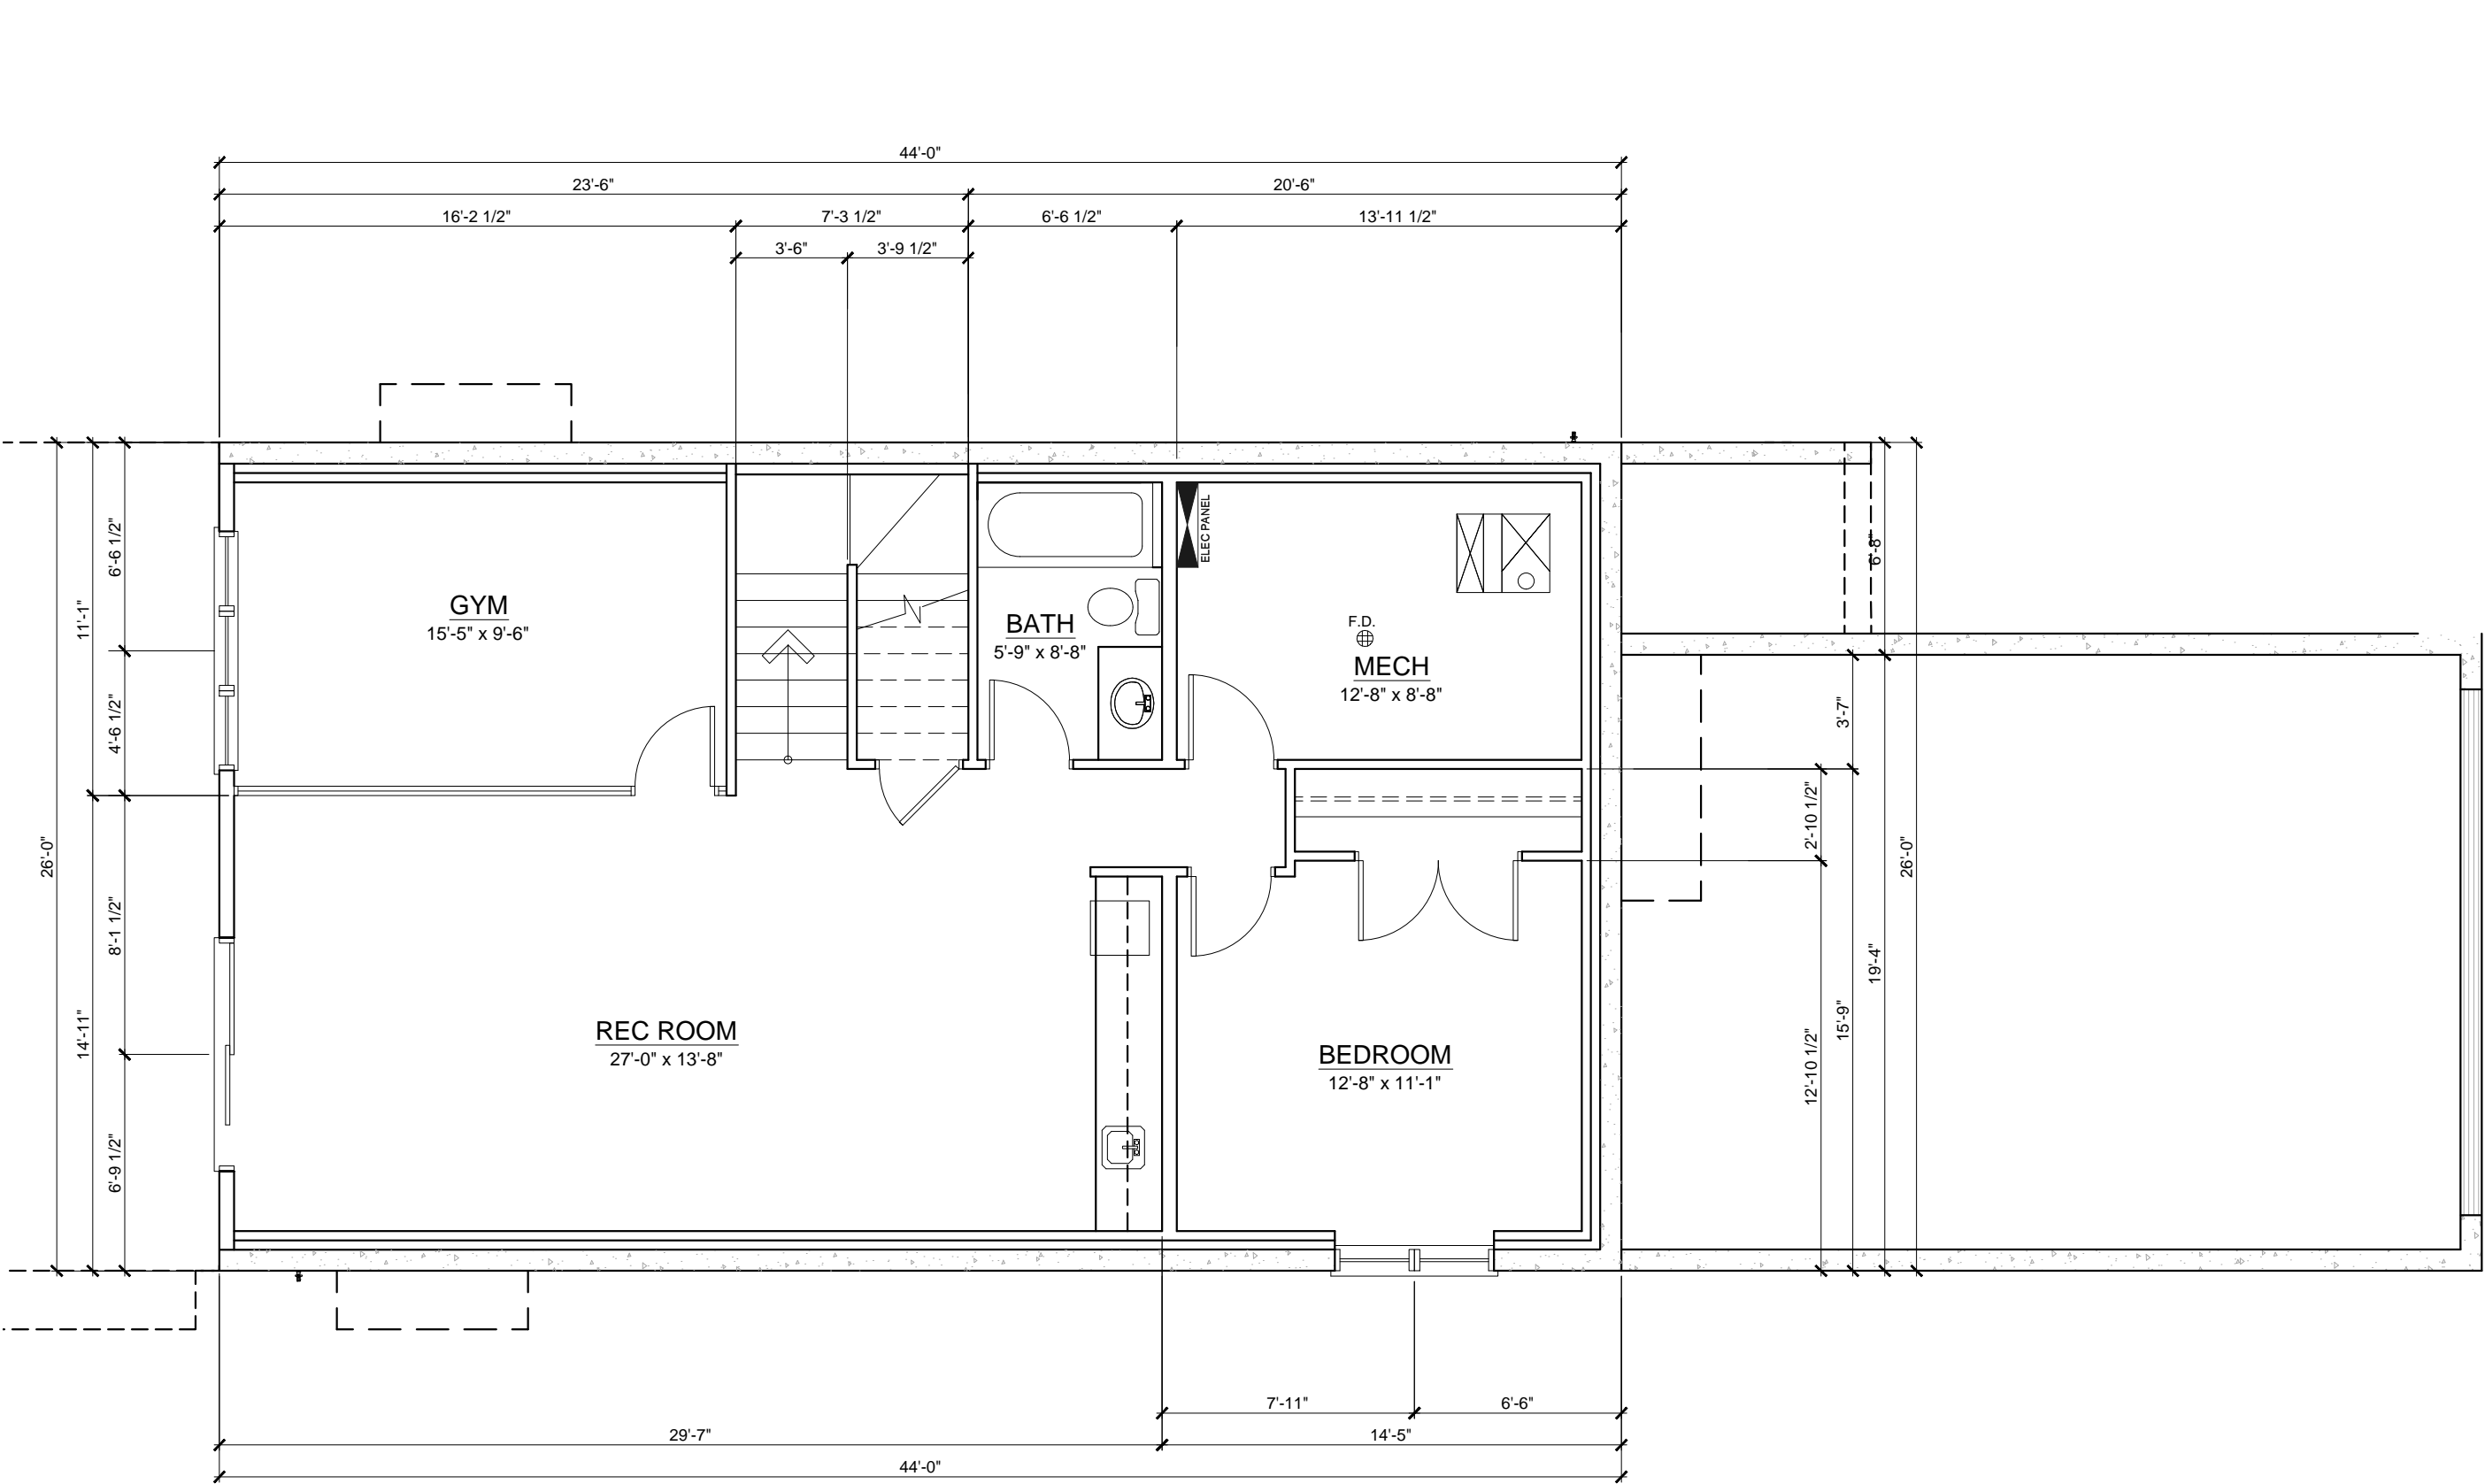 44'-0"
23'-6"
20'-6"
16'-2 1/2"
7'-3 1/2"
6'-6 1/2"
13'-11 1/2"
3'-6"
3'-9 1/2"
ELEC PANEL
6'-6 1/2"
6'-8"
GYM
15'-5" x 9'-6"
11'-1"
BATH
5'-9" x 8'-8"
F.D.
MECH
12'-8" x 8'-8"
4'-6 1/2"
3'-7"
2'-10 1/2"
26'-0"
26'-0"
8'-1 1/2"
19'-4"
14'-11"
15'-9"
REC ROOM
27'-0" x 13'-8"
BEDROOM
12'-8" x 11'-1"
12'-10 1/2"
6'-9 1/2"
7'-11"
6'-6"
29'-7"
14'-5"
44'-0"